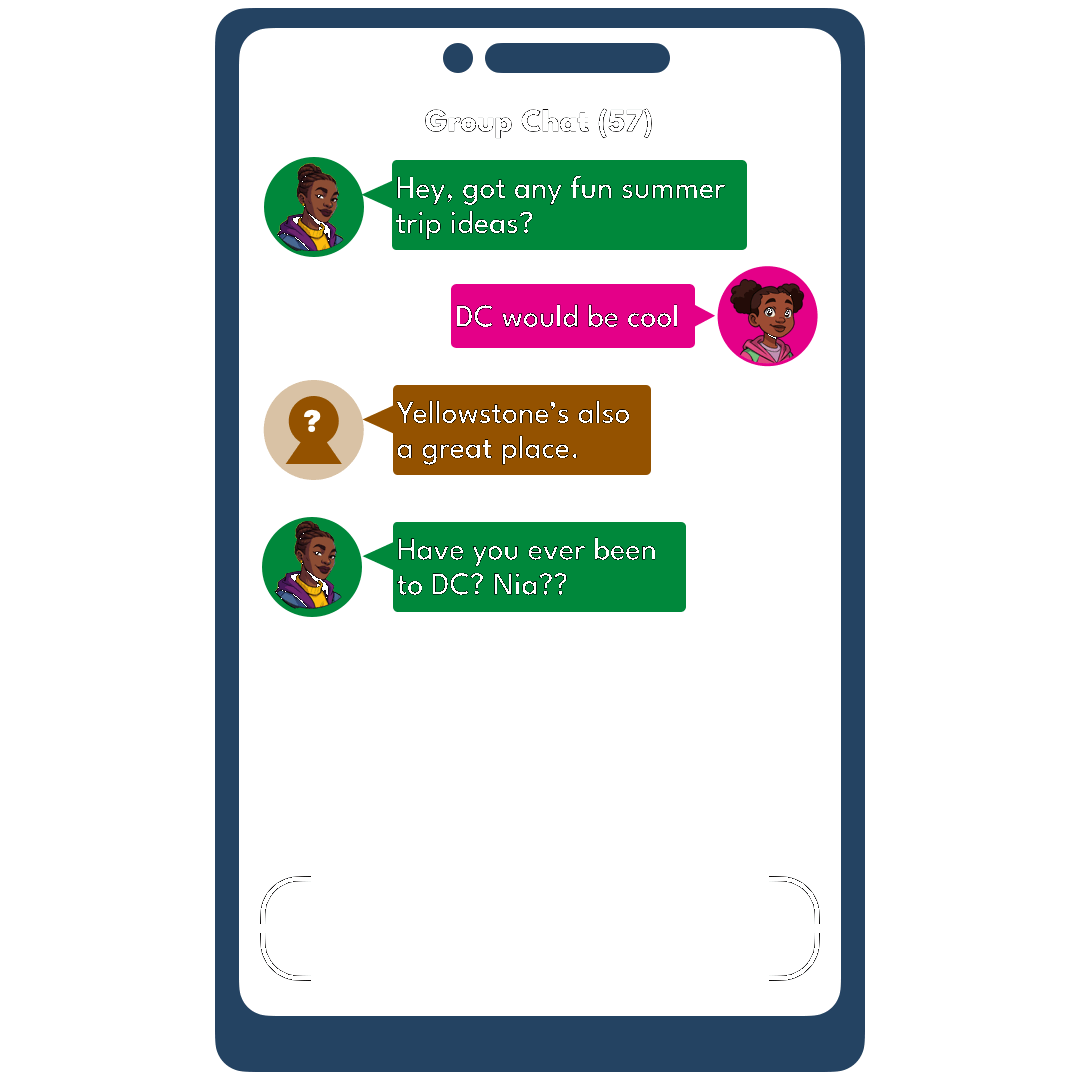 Group Chat (57)
Hey, got any fun summer
trip ideas?
DC would be cool
?
Yellowstone’s also
a great place.
Have you ever been
to DC? Nia??